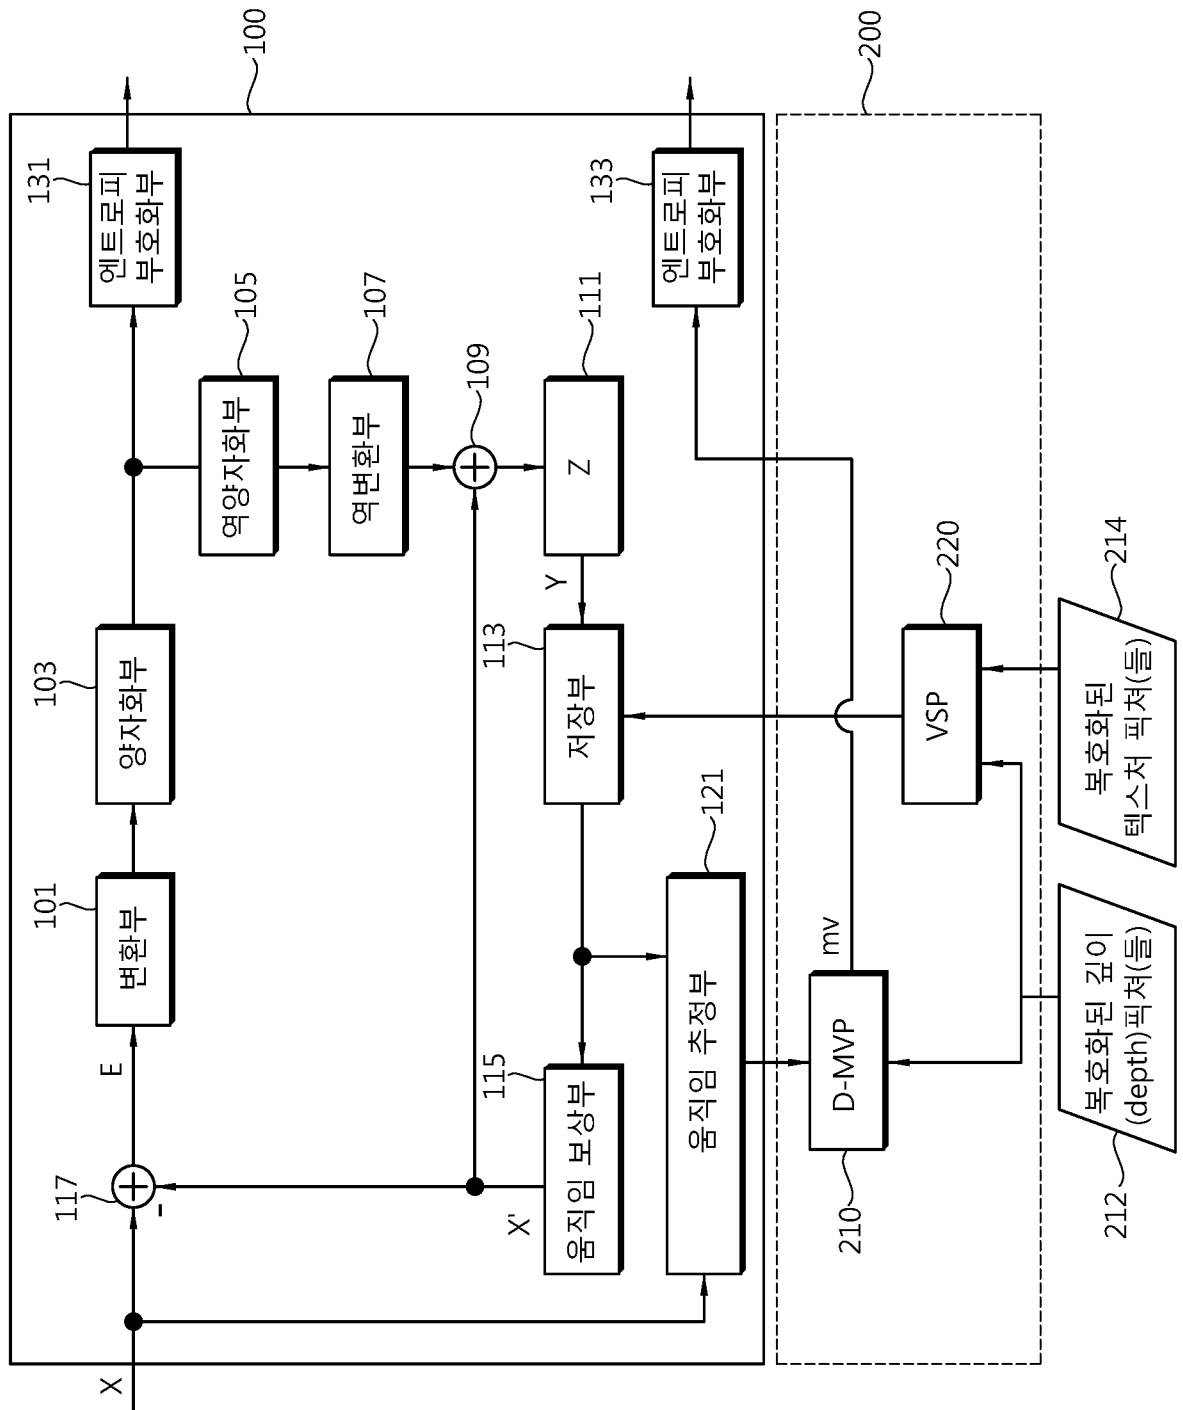 100
200
131
엔트로피
부호화부
133
엔트로피
부호화부
105
역양자화부
107
역변환부
109
111
Z
Y
103
양자화부
113
저장부
220
VSP
214
복호화된
텍스처 픽쳐(들)
101
변환부
E
121
움직임 추정부
mv
115
움직임 보상부
X'
117
-
D-MVP
210
212
복호화된 깊이
(depth)픽쳐(들)
X